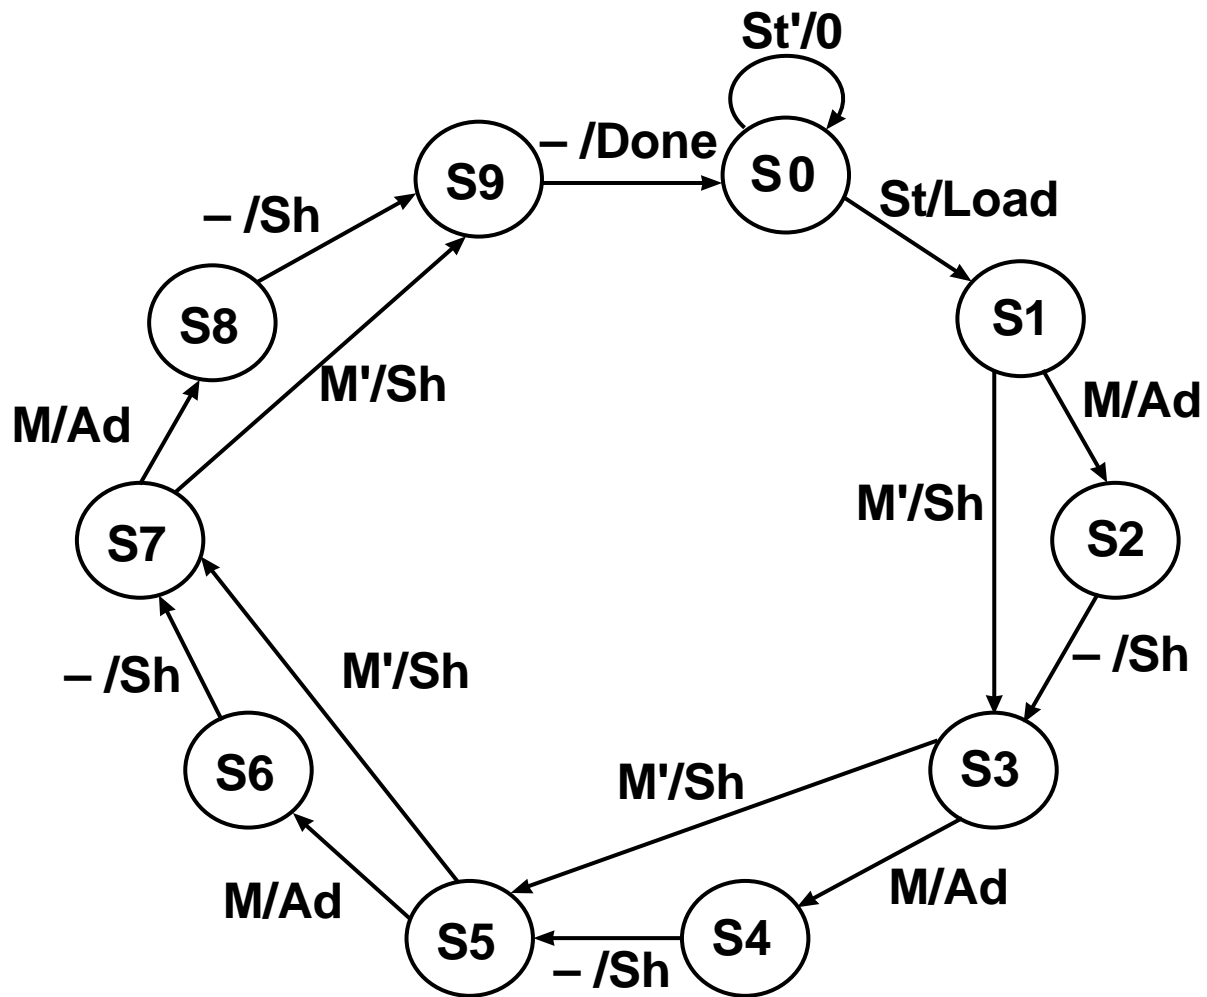 St'/0
– /Done
S0
S9
St/Load
– /Sh
S1
S8
M'/Sh
M/Ad
M/Ad
M'/Sh
S7
S2
M'/Sh
– /Sh
– /Sh
S6
M'/Sh
S3
M/Ad
M/Ad
S5
S4
– /Sh